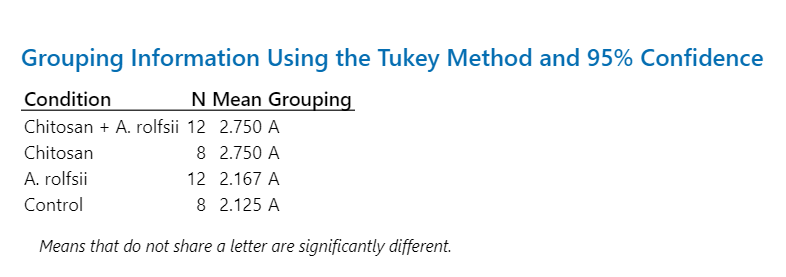 Grouping Information Using the Tukey Method and 95% Confidence
Condition N Mean Grouping
Chitosan + A. rolfsii 12 2.750 A
Chitosan 8 2.750 A
A. rolfsii 12 2.167 A
Control 8 2.125 A
Means that do not share a letter are significantly different.